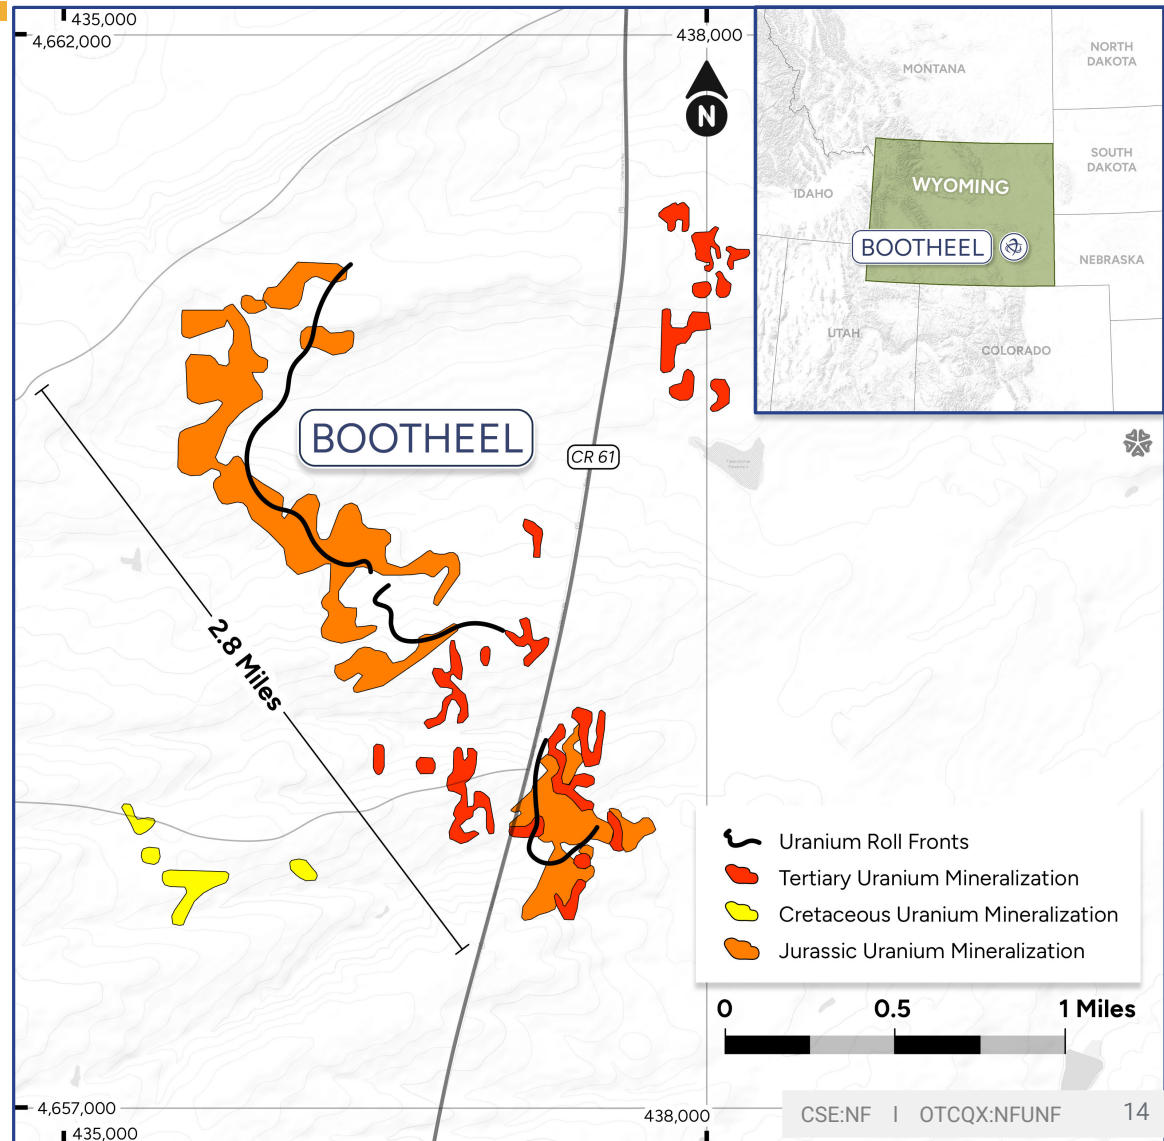 435,000
4,662,000
438,000
N
MONTANA
NORTH
DAKOTA
SOUTH
DAKOTA
IDAHO
WYOMING
BOOTHEEL
NEBRASKA
UTAH
COLORADO
BOOTHEEL
CR 61
2.8 Miles
Uranium Roll Fronts
Tertiary Uranium Mineralization
Cretaceous Uranium Mineralization
Jurassic Uranium Mineralization
0 0.5 1 Miles
4,657,000
435,000
438,000
CSE:NF I OTCQX:NFUNF 14